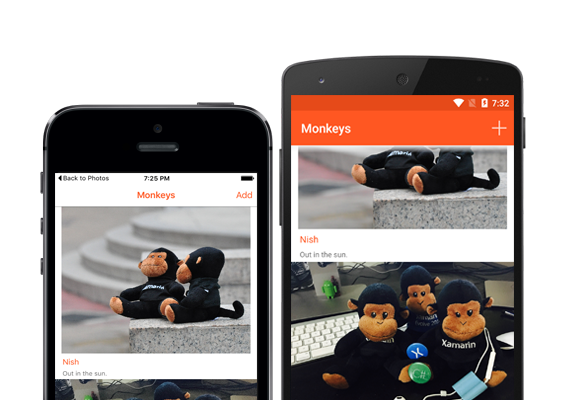 Back to Photos
7:25 PM
Monkeys
Add
Nish
Out in the sun.
7:32
Monkeys
Nish
Out in the sun.
Xamarin
X
C#